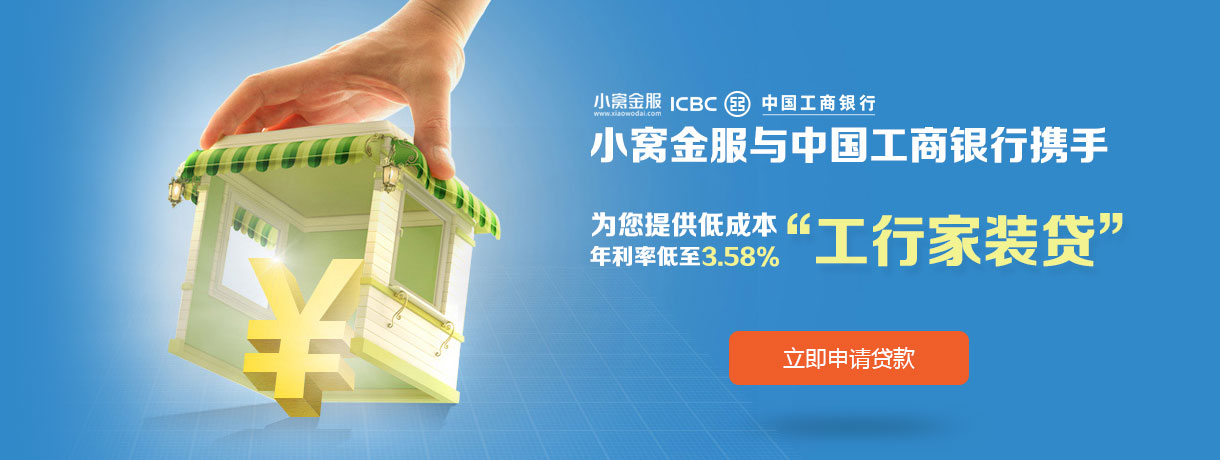 小窝金服 ICBC 中国工商银行
www.xiaowodai.com
小窝金服与中国工商银行携手
为您提供低成本 “工行家装贷”
年利率低至3.58%
立即申请贷款
¥